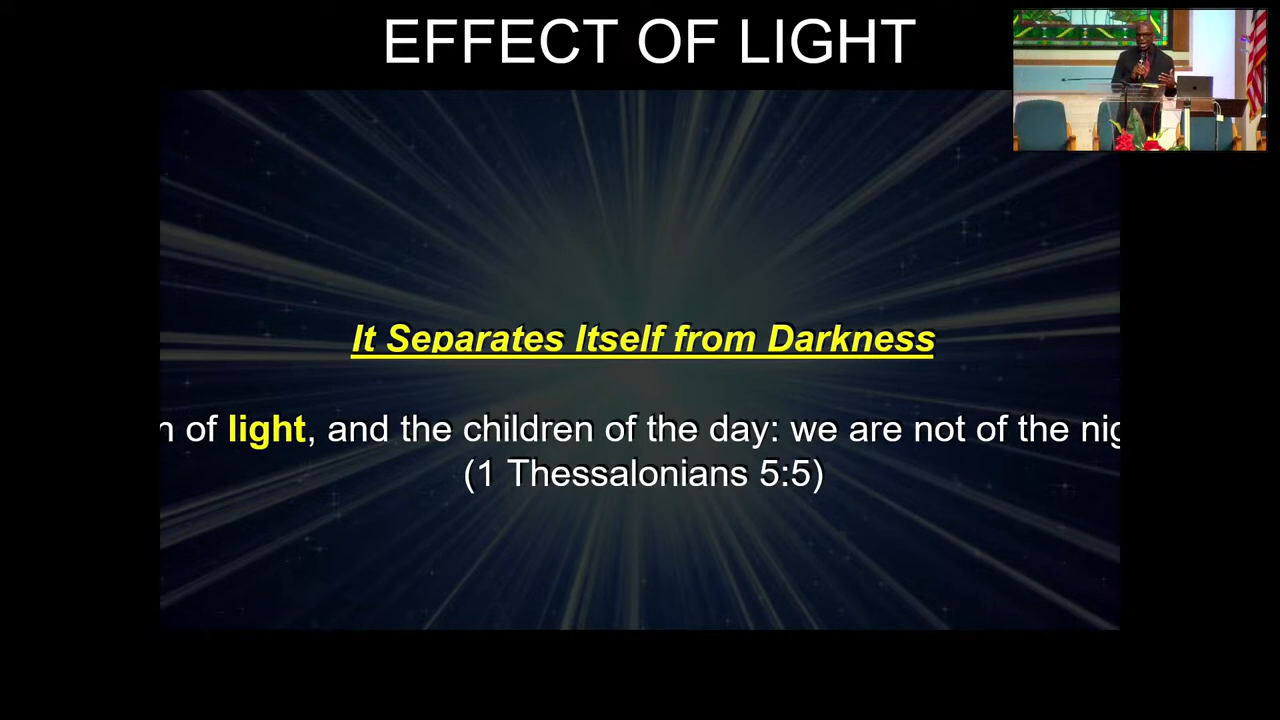 EFFECT OF LIGHT
It Separates Itself from Darkness
of light, and the children of the day: we are not of the
(1 Thessalonians 5:5)